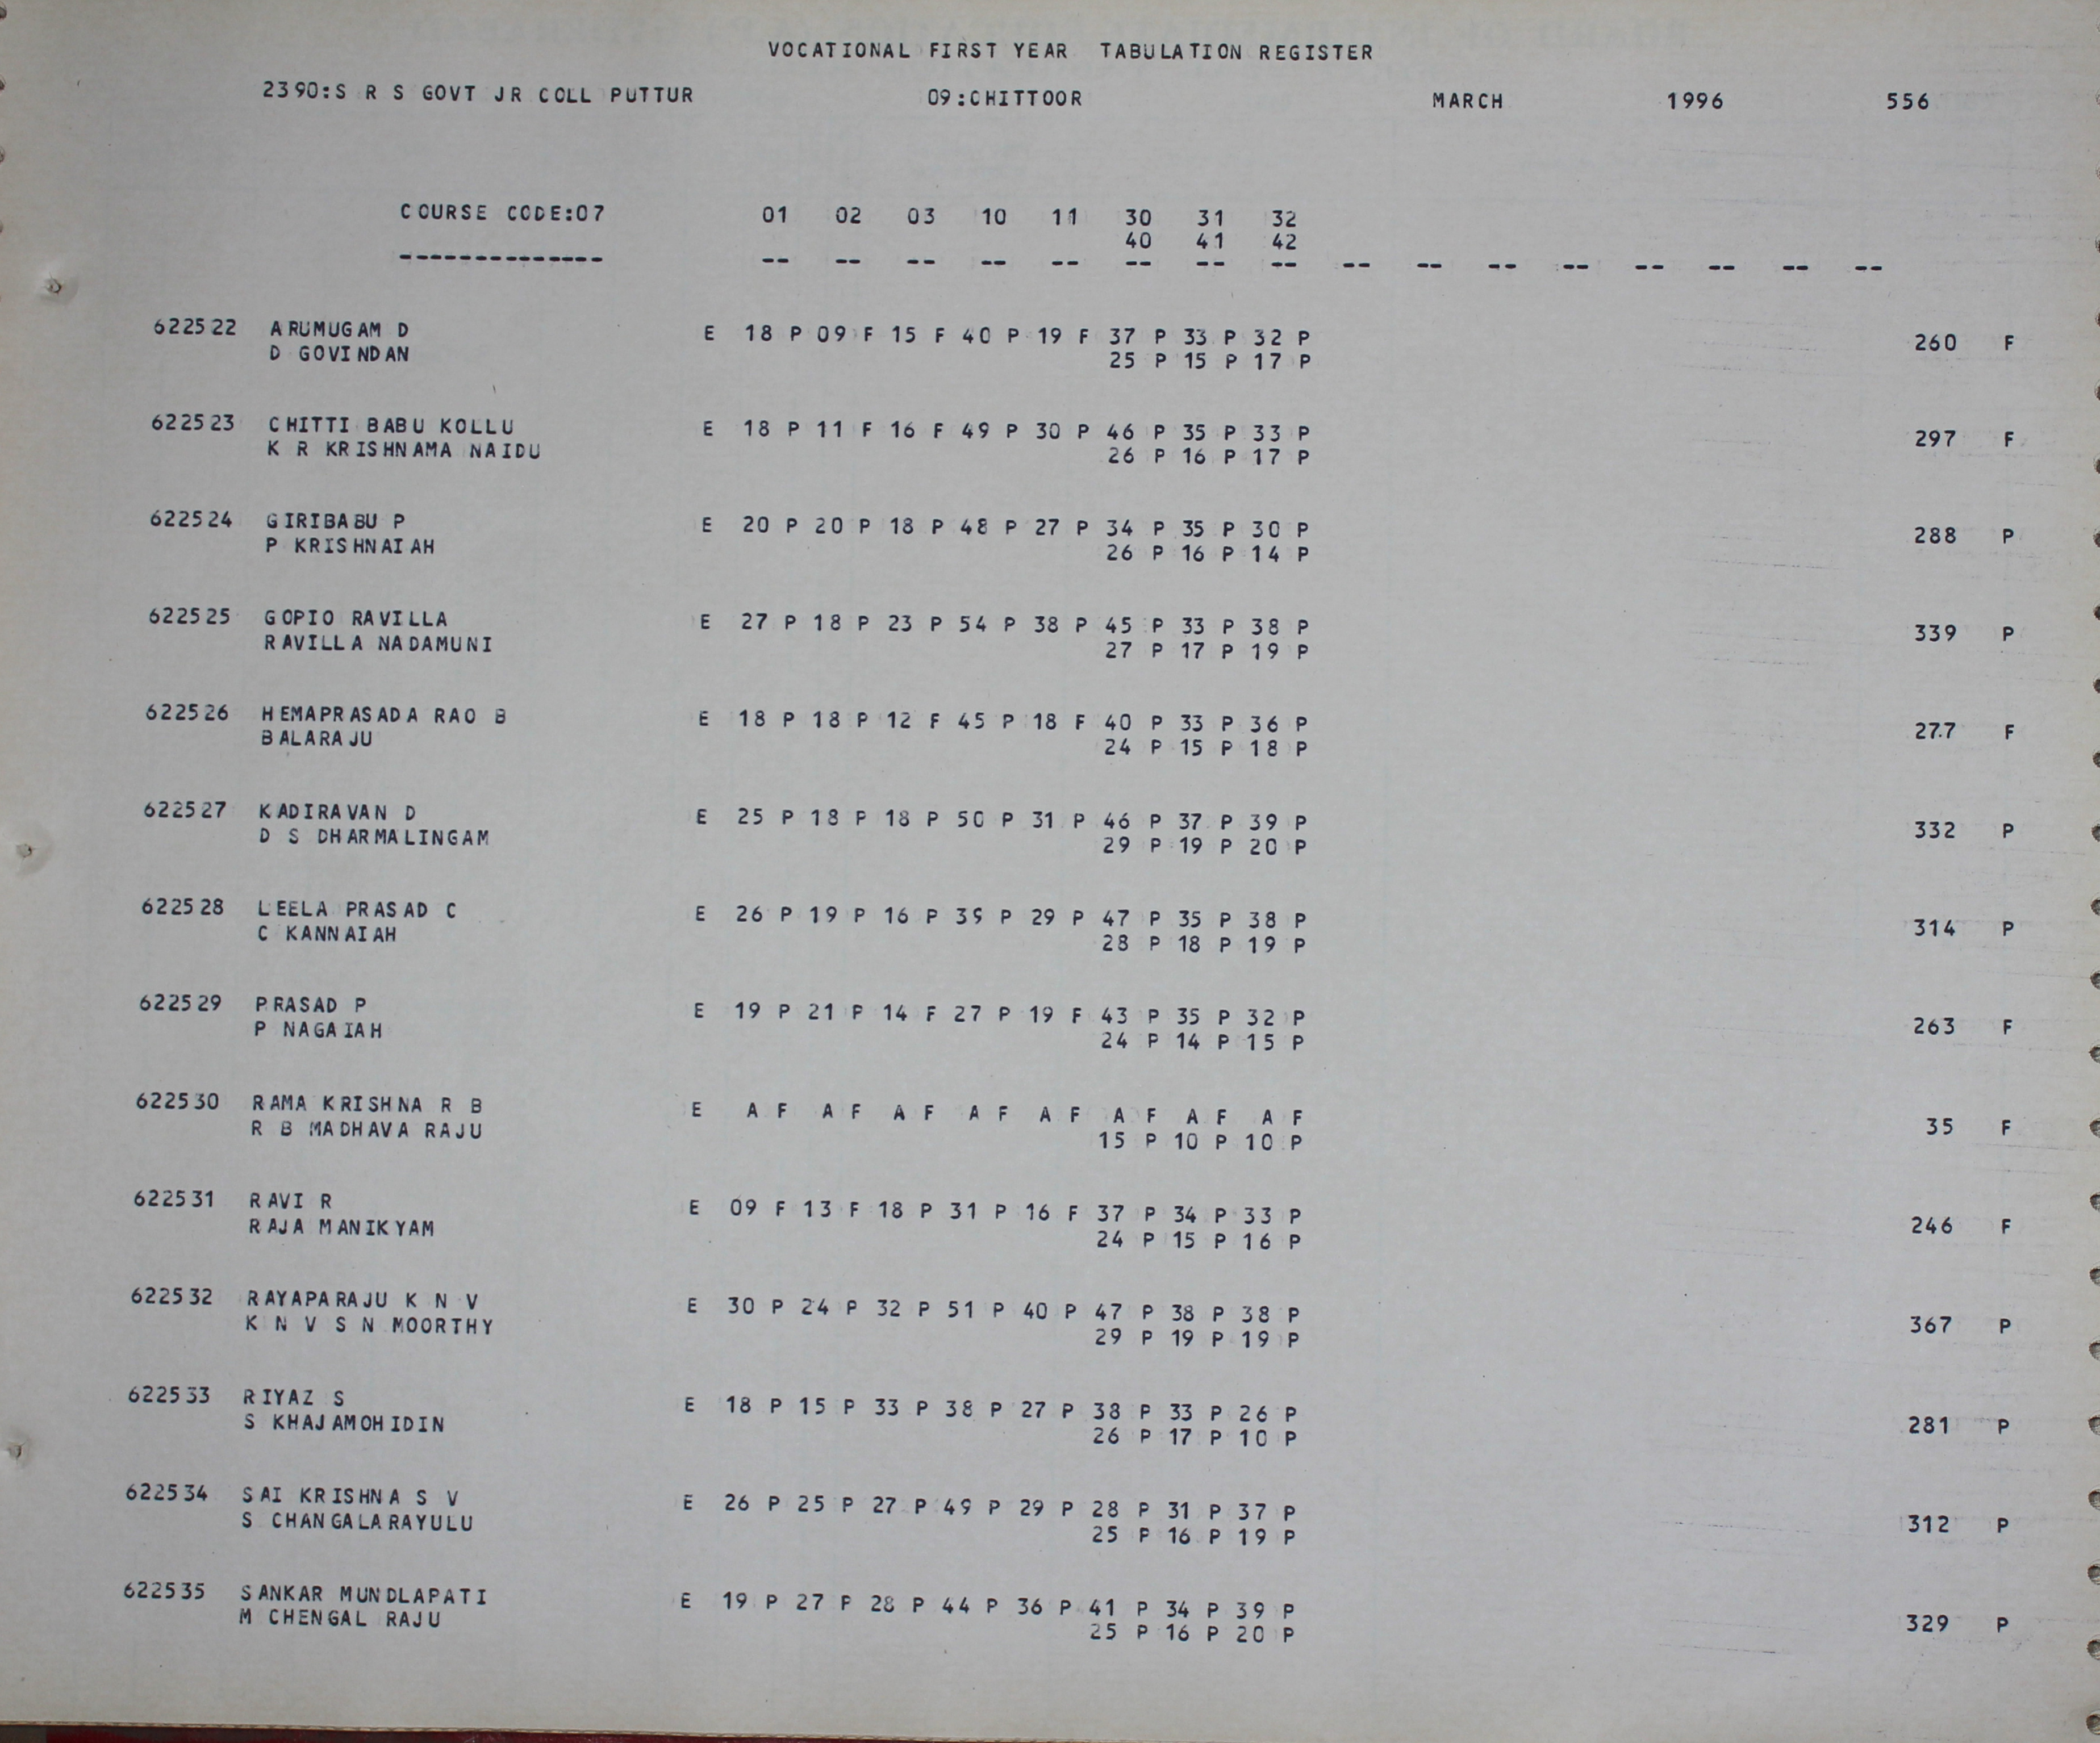 VOCATIONAL FIRST YEAR TABULATION REGISTER
2390:S R S GOVT JR COLL PUTTUR 09:CHITTOOR MARCH 1996 556
COURSE CODE:07 01 02 03 10 11 30 31 32
40 41 42
-------------- -- -- -- -- -- -- -- -- -- -- -- -- -- -- -- --
622522 ARUMUGAM D E 18 P 09 F 15 F 40 P 19 F 37 P 33 P 32 P 260 F
D GOVINDAN 25 P 15 P 17 P
622523 CHITTI BABU KOLLU E 18 P 11 F 16 F 49 P 30 P 46 P 35 P 33 P 297 F
K R KRISHNAMA NAIDU 26 P 16 P 17 P
622524 GIRIBABU P E 20 P 20 P 18 P 48 P 27 P 34 P 35 P 30 P 288 P
P KRISHNAIAH 26 P 16 P 14 P
622525 GOPIO RAVILLA E 27 P 18 P 23 P 54 P 38 P 45 P 33 P 38 P 339 P
RAVILLA NADAMUNI 27 P 17 P 19 P
622526 HEMAPRASADA RAO B E 18 P 18 P 12 F 45 P 18 F 40 P 33 P 36 P 277 F
BALARAJU 24 P 15 P 18 P
622527 KADIRAVAN D E 25 P 18 P 18 P 50 P 31 P 46 P 37 P 39 P 332 P
D S DHARMALINGAM 29 P 19 P 20 P
622528 LEELA PRASAD C E 26 P 19 P 16 P 39 P 29 P 47 P 35 P 38 P 314 P
C KANNAIAH 28 P 18 P 19 P
622529 PRASAD P E 19 P 21 P 14 F 27 P 19 F 43 P 35 P 32 P 263 F
P NAGAIAH 24 P 14 P 15 P
622530 RAMA KRISHNA R B E A F A F A F A F A F A F A F A F 35 F
R B MADHAVA RAJU 15 P 10 P 10 P
622531 RAVI R E 09 F 13 F 18 P 31 P 16 F 37 P 34 P 33 P 246 F
RAJA MANIKYAM 24 P 15 P 16 P
622532 RAYAPARAJU K N V E 30 P 24 P 32 P 51 P 40 P 47 P 38 P 38 P 367 P
K N V S N MOORTHY 29 P 19 P 19 P
622533 RIYAZ S E 18 P 15 P 33 P 38 P 27 P 38 P 33 P 26 P 281 P
S KHAJAMOHIDIN 26 P 17 P 10 P
622534 SAI KRISHNA S V E 26 P 25 P 27 P 49 P 29 P 28 P 31 P 37 P 312 P
S CHANGALARAYULU 25 P 16 P 19 P
622535 SANKAR MUNDLAPATI E 19 P 27 P 28 P 44 P 36 P 41 P 34 P 39 P 329 P
M CHENGAL RAJU 25 P 16 P 20 P